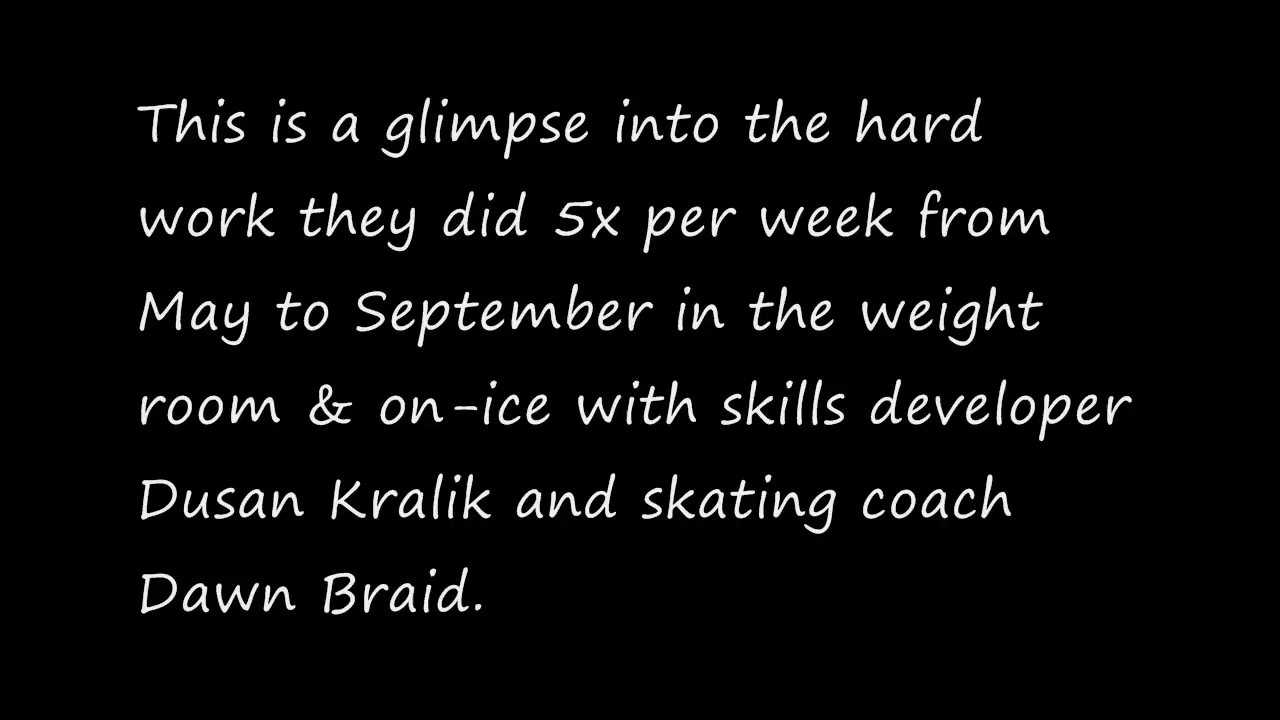 This is a glimpse into the hard
work they did 5x per week from
May to September in the weight
room & on-ice with skills developer
Dusan Kralik and skating coach
Dawn Braid.